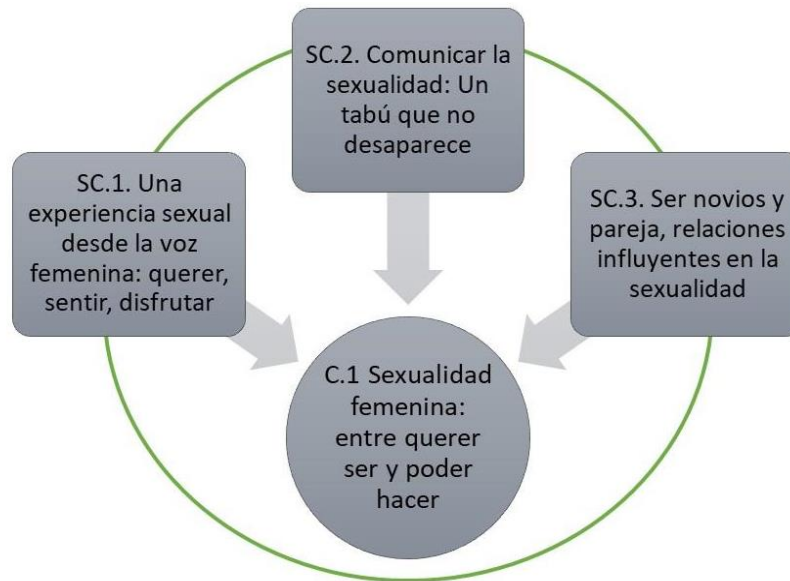 SC.2. Comunicar la
sexualidad: Un
tabú que no
desaparece
SC.1. Una
experiencia sexual
desde la voz
femenina: querer,
sentir, disfrutar
SC.3. Ser novios y
pareja, relaciones
influyentes en la
sexualidad
C.1 Sexualidad
femenina:
entre querer
ser y poder
hacer